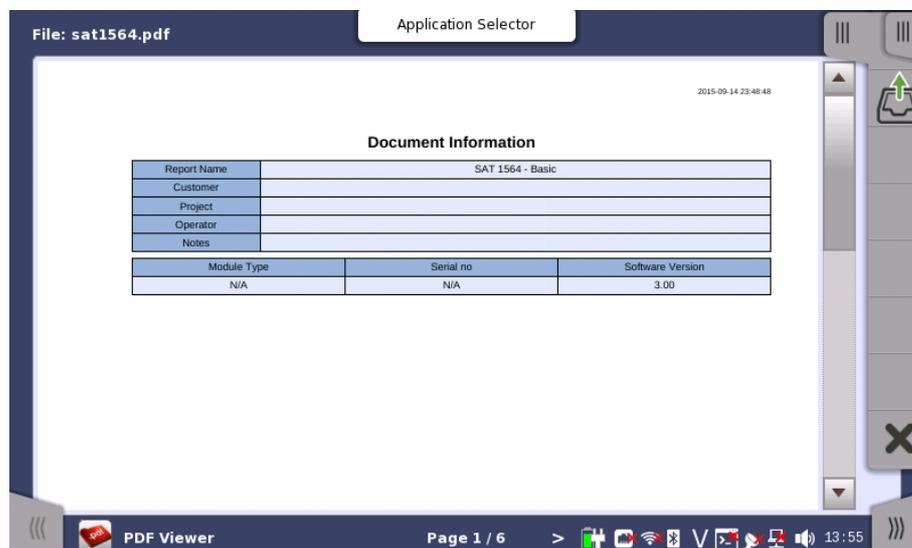 Application Selector
File: sat1564.pdf
2015-09-14 23:48:48
Document Information
Report Name SAT 1564 - Basic
Customer
Project
Operator
Notes
Module Type Serial no Software Version
N/A N/A 3.00
PDF Viewer Page 1 / 6 > V 13:55